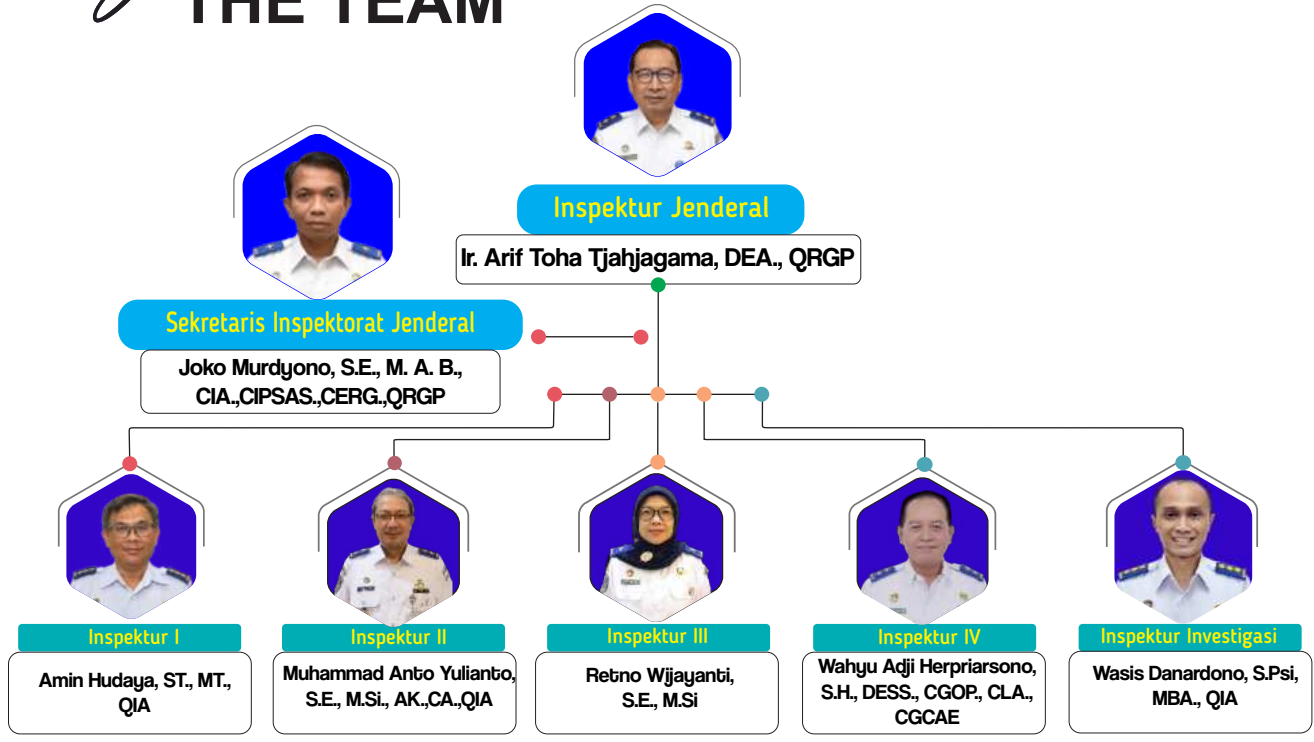 THE TEAM
Inspektur Jenderal
Ir. Arif Toha Tjahjagama, DEA., QRGP
Sekretaris Inspektorat Jenderal
Joko Murdyono, S.E., M. A. B.,
CIA.,CIPSAS.,CERG.,QRGP
Inspektur I
Amin Hudaya, ST., MT.,
QIA
Inspektur II
Muhammad Anto Yulianto,
S.E., M.Si., AK.,CA.,QIA
Inspektur III
Retno Wijayanti,
S.E., M.Si
Inspektur IV
Wahyu Adji Herpriarsono,
S.H., DESS., CGOP., CLA.,
CGCAE
Inspektur Investigasi
Wasis Danardono, S.Psi,
MBA., QIA